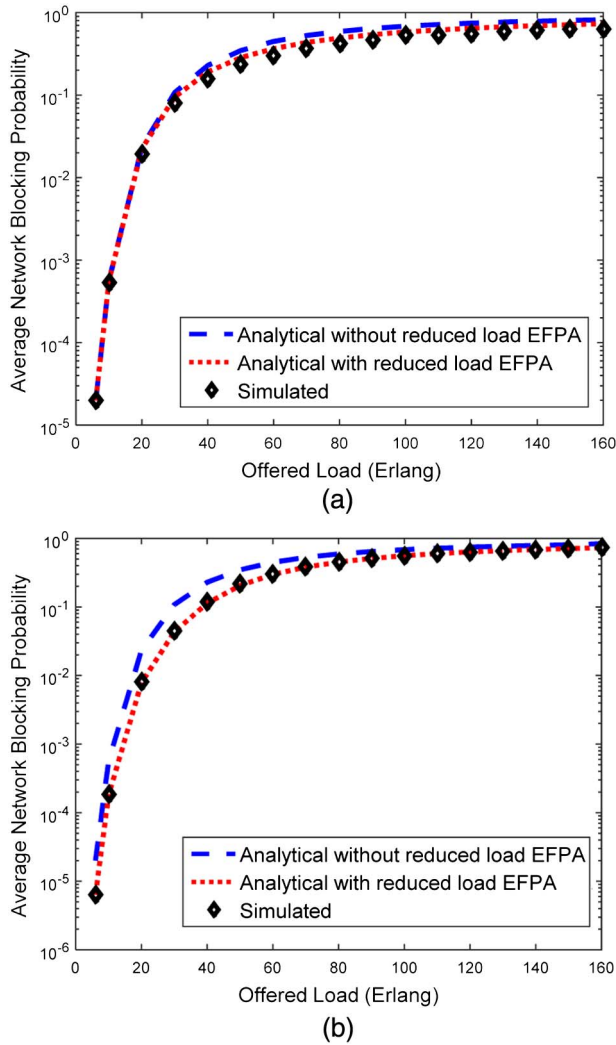 10^0
10^-1
10^-2
10^-3
10^-4
10^-5
Average Network Blocking Probability
Analytical without reduced load EFPA
Analytical with reduced load EFPA
Simulated
0 20 40 60 80 100 120 140 160
Offered Load (Erlang)
(a)
10^0
10^-1
10^-2
10^-3
10^-4
10^-5
10^-6
Average Network Blocking Probability
Analytical without reduced load EFPA
Analytical with reduced load EFPA
Simulated
0 20 40 60 80 100 120 140 160
Offered Load (Erlang)
(b)